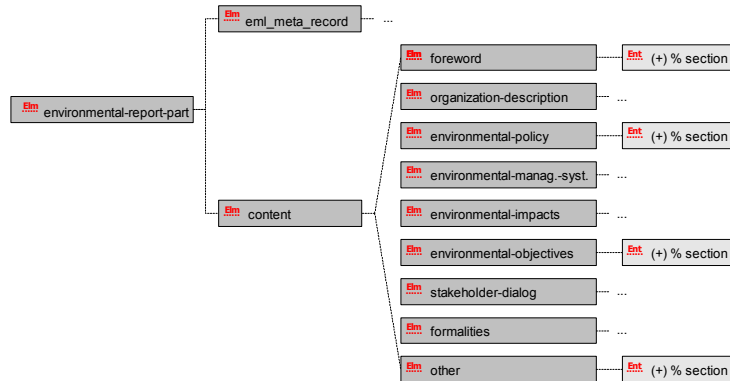 Elm eml_meta_record ...
Elm foreword Ent (+) % section
Elm organization-description ...
Elm environmental-report-part
Elm environmental-policy Ent (+) % section
Elm environmental-manag.-syst. ...
Elm content
Elm environmental-impacts ...
Elm environmental-objectives Ent (+) % section
Elm stakeholder-dialog ...
Elm formalities ...
Elm other Ent (+) % section